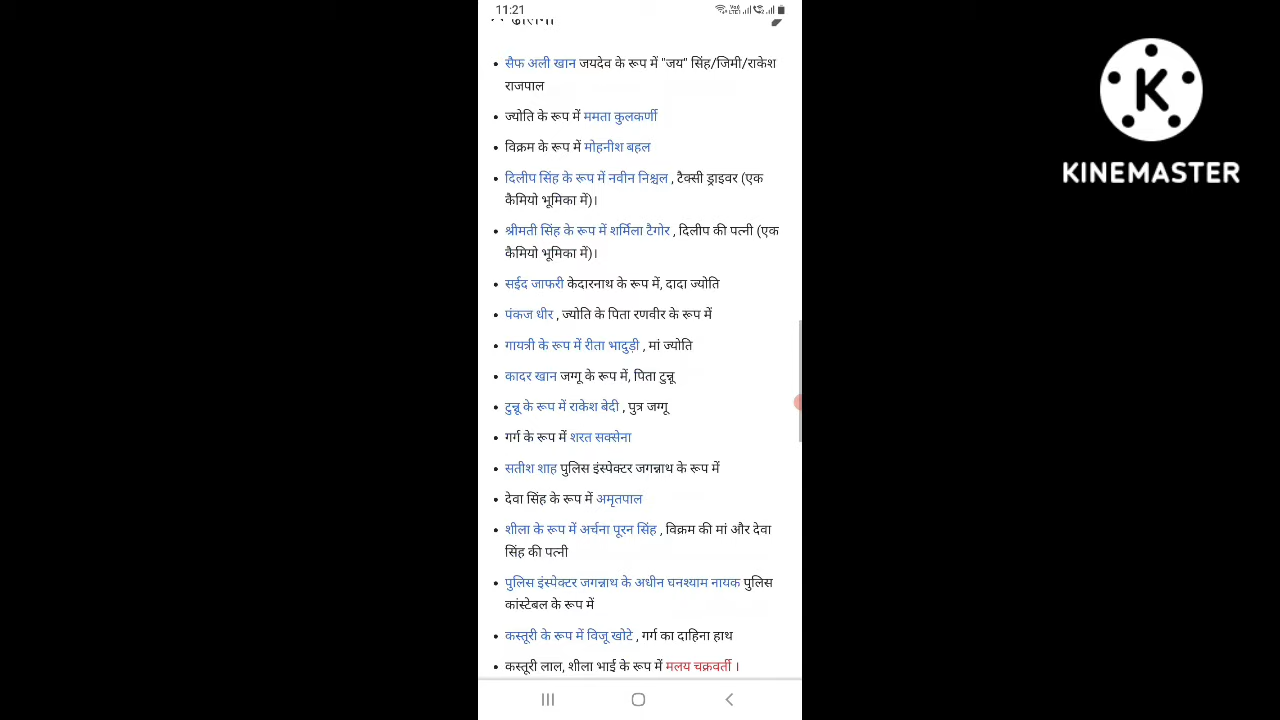 11:21
सैफ अली खान जयदेव के रूप में "जय" सिंह/जिमी/राकेश
राजपाल
ज्योति के रूप में ममता कुलकर्णी
विक्रम के रूप में मोहनीश बहल
दिलीप सिंह के रूप में नवीन निश्चल , टैक्सी ड्राइवर (एक
कैमियो भूमिका में)।
श्रीमती सिंह के रूप में शर्मिला टैगोर , दिलीप की पत्नी (एक
कैमियो भूमिका में)।
सईद जाफरी केदारनाथ के रूप में, दादा ज्योति
पंकज धीर , ज्योति के पिता रणवीर के रूप में
गायत्री के रूप में रीता भादुड़ी , मां ज्योति
कादर खान जग्गू के रूप में, पिता टुन्नू
टुन्नू के रूप में राकेश बेदी , पुत्र जग्गू
गर्ग के रूप में शरत सक्सेना
सतीश शाह पुलिस इंस्पेक्टर जगन्नाथ के रूप में
देवा सिंह के रूप में अमृतपाल
शीला के रूप में अर्चना पूरन सिंह , विक्रम की मां और देवा
सिंह की पत्नी
पुलिस इंस्पेक्टर जगन्नाथ के अधीन घनश्याम नायक पुलिस
कांस्टेबल के रूप में
कस्तूरी के रूप में विजू खोटे , गर्ग का दाहिना हाथ
कस्तूरी लाल, शीला भाई के रूप में मलय चक्रवर्ती ।
K
KINEMASTER